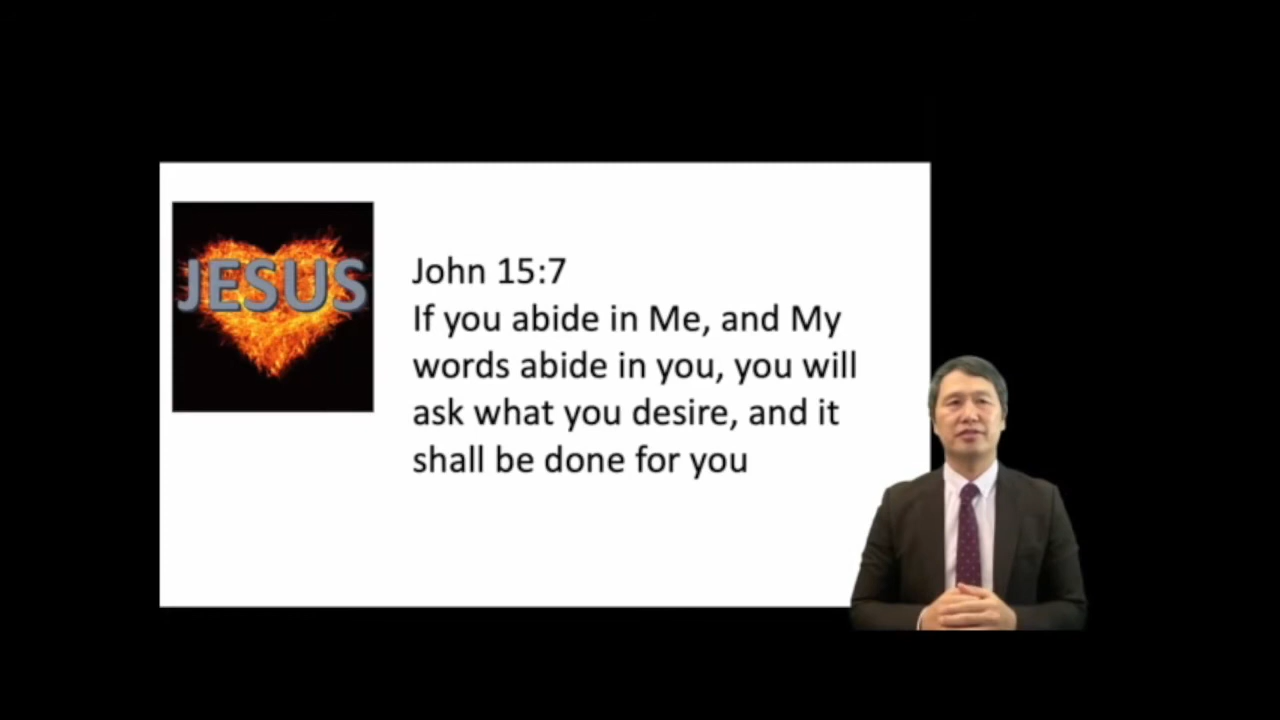 JESUS
John 15:7
If you abide in Me, and My
words abide in you, you will
ask what you desire, and it
shall be done for you